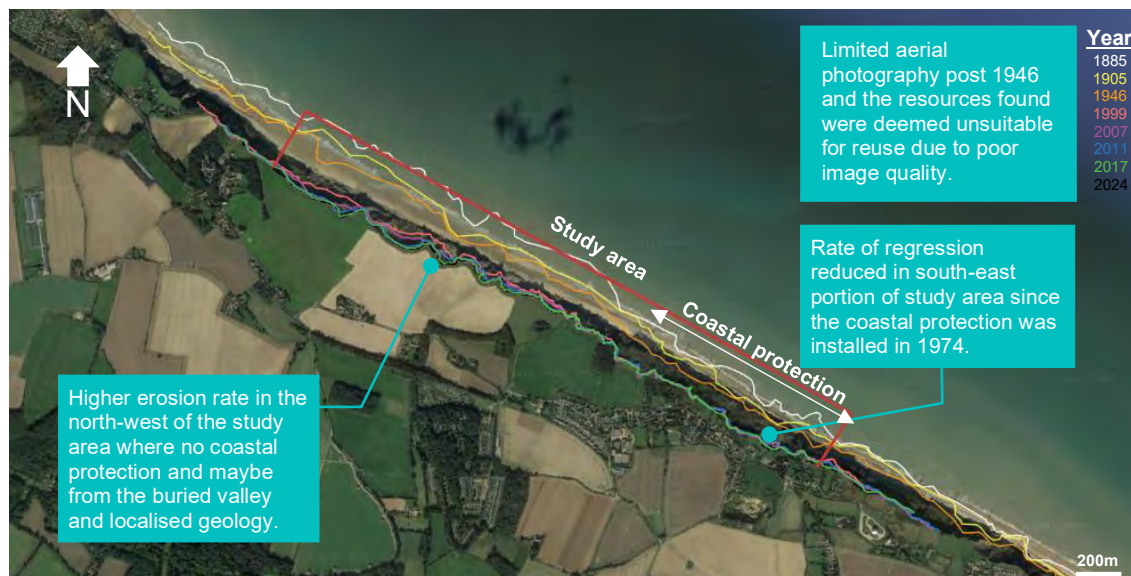 N
Limited aerial
photography post 1946
and the resources found
were deemed unsuitable
for reuse due to poor
image quality.
Year
1885
1905
1946
1999
2007
2011
2017
2024
Study area
Coastal protection
Rate of regression
reduced in south-east
portion of study area since
the coastal protection was
installed in 1974.
Higher erosion rate in the
north-west of the study
area where no coastal
protection and maybe
from the buried valley
and localised geology.
200m